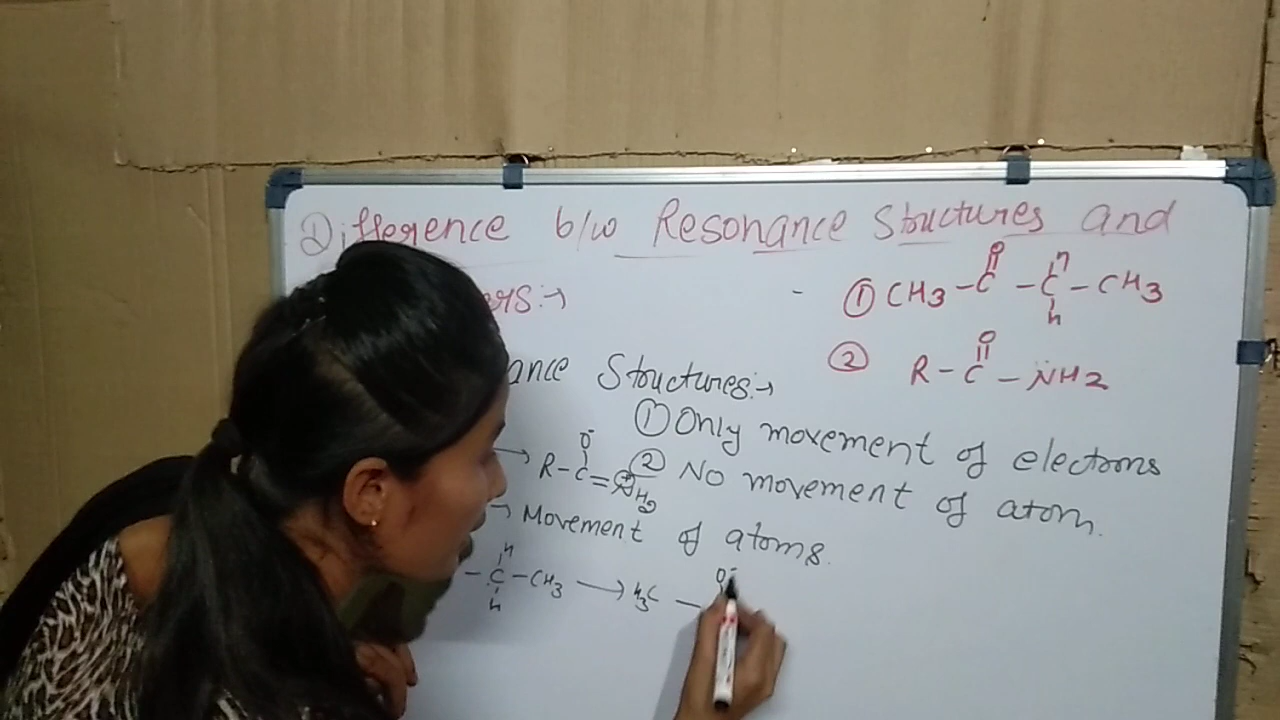 Difference b/w Resonance Structures and
ers:→
① CH3 - C - C - CH3
O H H
② R - C - NH2
O
ance Structures:→
① Only movement of electrons
→ R - C = NH2
O-
② No movement of atom.
→ Movement of atoms.
- C - CH3 → H3C -
H H O-